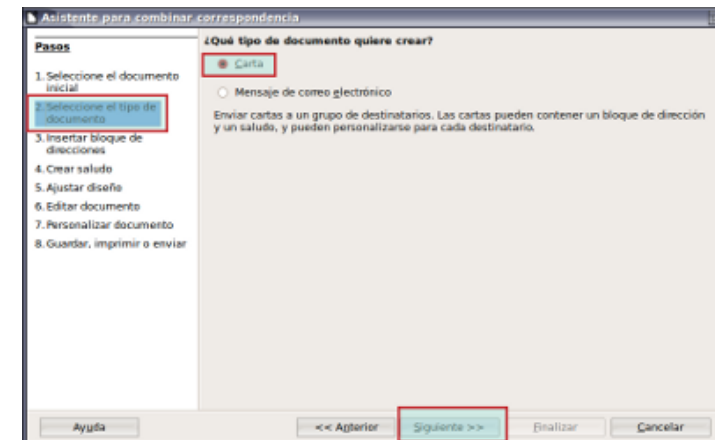 Asistente para combinar correspondencia
Pasos
1. Seleccione el documento
inicial
2. Seleccione el tipo de
documento
3. Insertar bloque de
direcciones
4. Crear saludo
5. Ajustar diseño
6. Editar documento
7. Personalizar documento
8. Guardar, imprimir o enviar
¿Qué tipo de documento quiere crear?
Carta
Mensaje de correo electrónico
Enviar cartas a un grupo de destinatarios. Las cartas pueden contener un bloque de dirección
y un saludo, y pueden personalizarse para cada destinatario.
Ayuda
<< Anterior
Siguiente >>
Finalizar
Cancelar